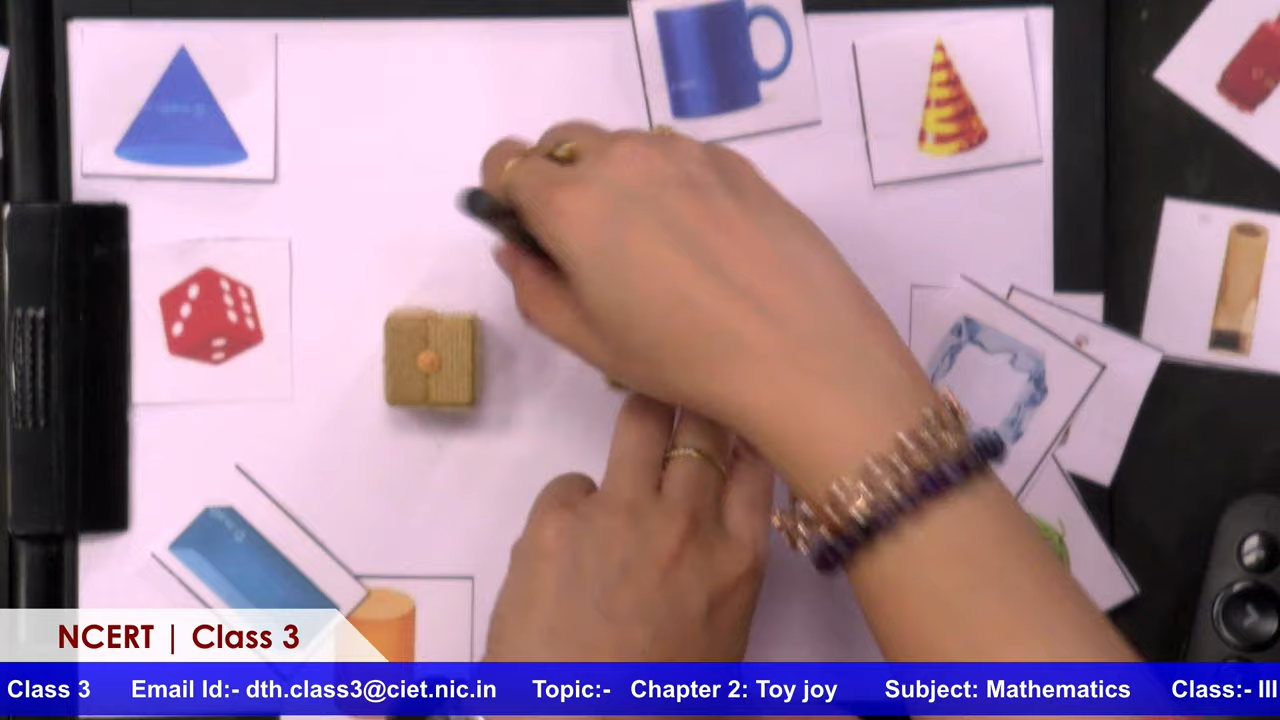 NCERT | Class 3
Class 3 Email Id:- dth.class3@ciet.nic.in Topic:- Chapter 2: Toy joy Subject: Mathematics Class:- III